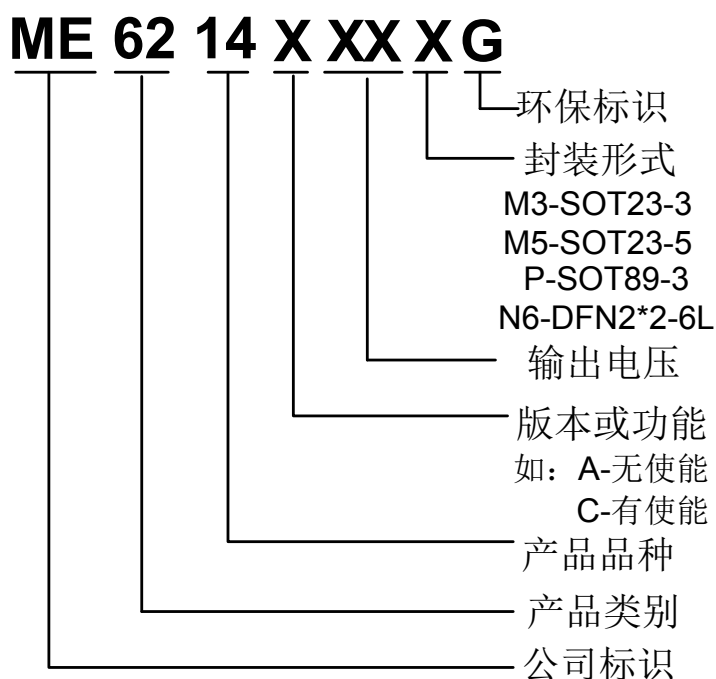 ME 62 14 X XX X G
环保标识
封装形式
M3-SOT23-3
M5-SOT23-5
P-SOT89-3
N6-DFN2*2-6L
输出电压
版本或功能
如：A-无使能
C-有使能
产品品种
产品类别
公司标识